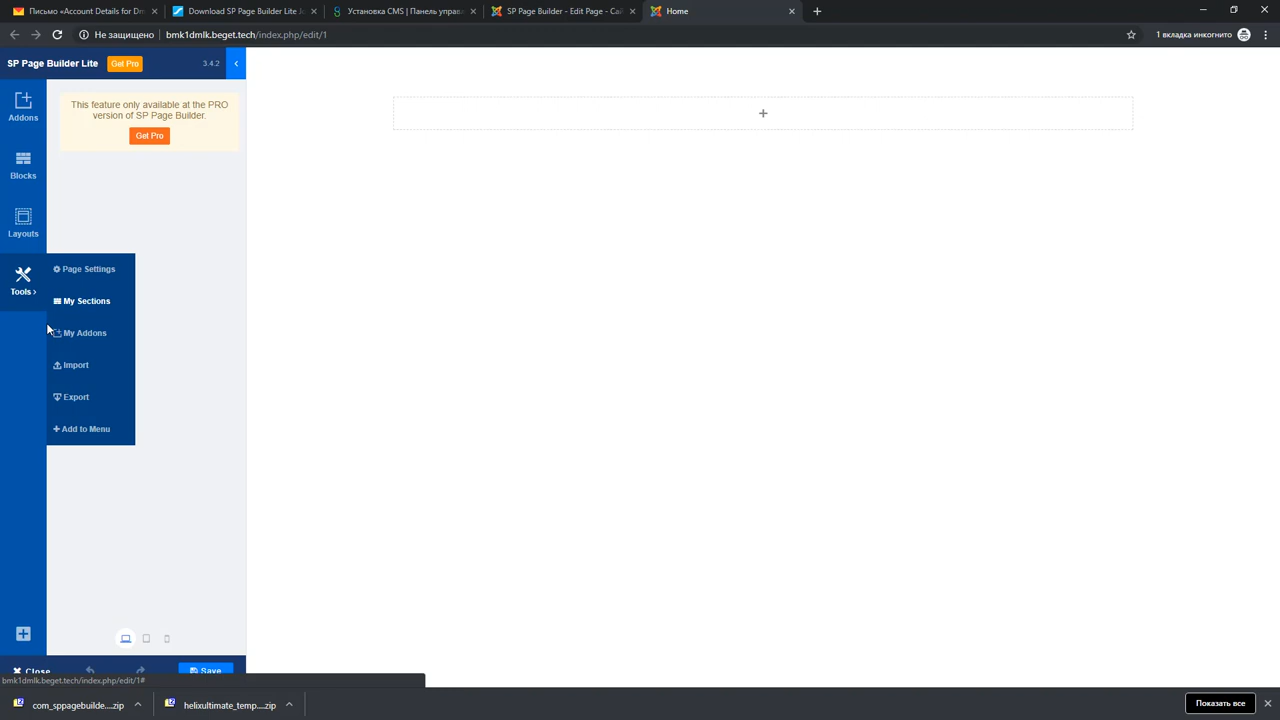 Письмо «Account Details for Dm
Download SP Page Builder Lite Jo
Установка CMS | Панель управл
SP Page Builder - Edit Page - Сай
Home
Не защищено
bmk1dmlk.beget.tech/index.php/edit/1
1 вкладка инкогнито
SP Page Builder Lite
Get Pro
3.4.2
Addons
Blocks
Layouts
Tools
This feature only available at the PRO
version of SP Page Builder.
Get Pro
Page Settings
My Sections
My Addons
Import
Export
Add to Menu
Close
Save
bmk1dmlk.beget.tech/index.php/edit/1#
com_sppagebuilde....zip
helixultimate_temp....zip
Показать все